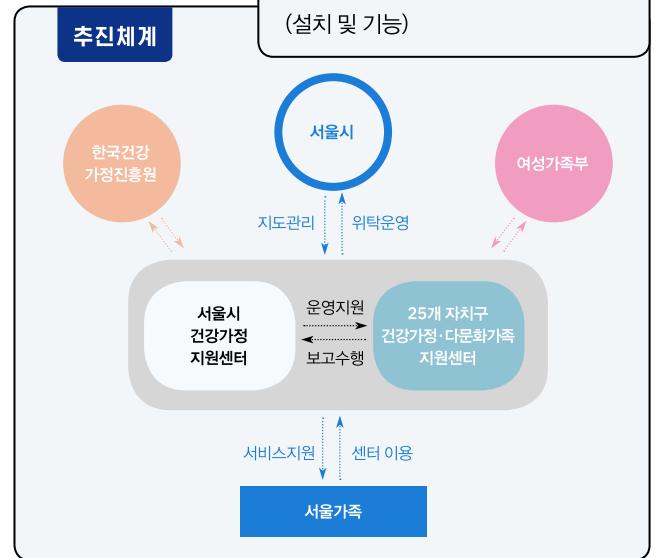 (설치 및 기능)
추진체계
서울시
한국건강
가정진흥원
여성가족부
지도관리
위탁운영
서울시
건강가정
지원센터
운영지원
보고수행
25개 자치구
건강가정·다문화가족
지원센터
서비스지원
센터 이용
서울가족